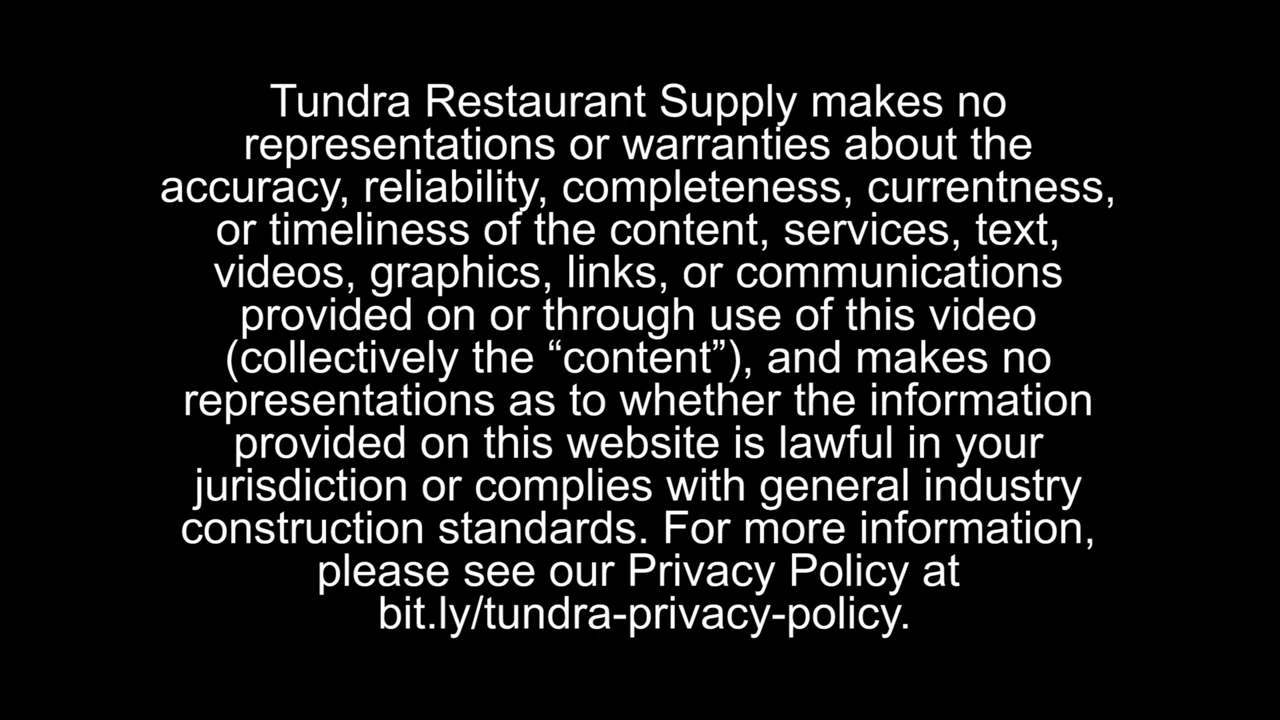 Tundra Restaurant Supply makes no
representations or warranties about the
accuracy, reliability, completeness, currentness,
or timeliness of the content, services, text,
videos, graphics, links, or communications
provided on or through use of this video
(collectively the “content”), and makes no
representations as to whether the information
provided on this website is lawful in your
jurisdiction or complies with general industry
construction standards. For more information,
please see our Privacy Policy at
bit.ly/tundra-privacy-policy.